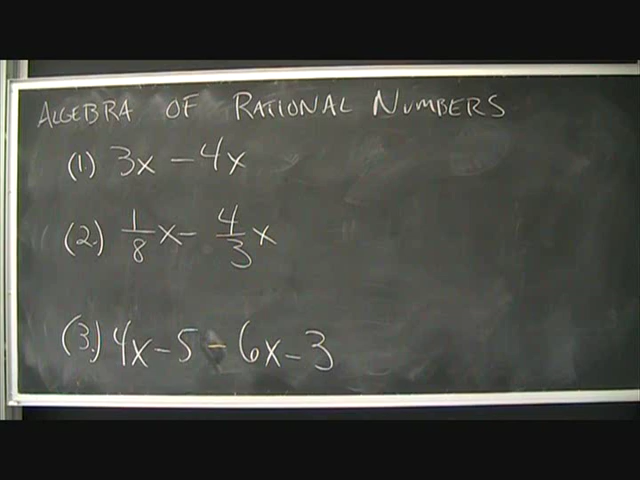 ALGEBRA OF RATIONAL NUMBERS
(1.) 3x - 4x
(2.) 1/8 x - 4/3 x
(3.) 4x - 5 - 6x - 3